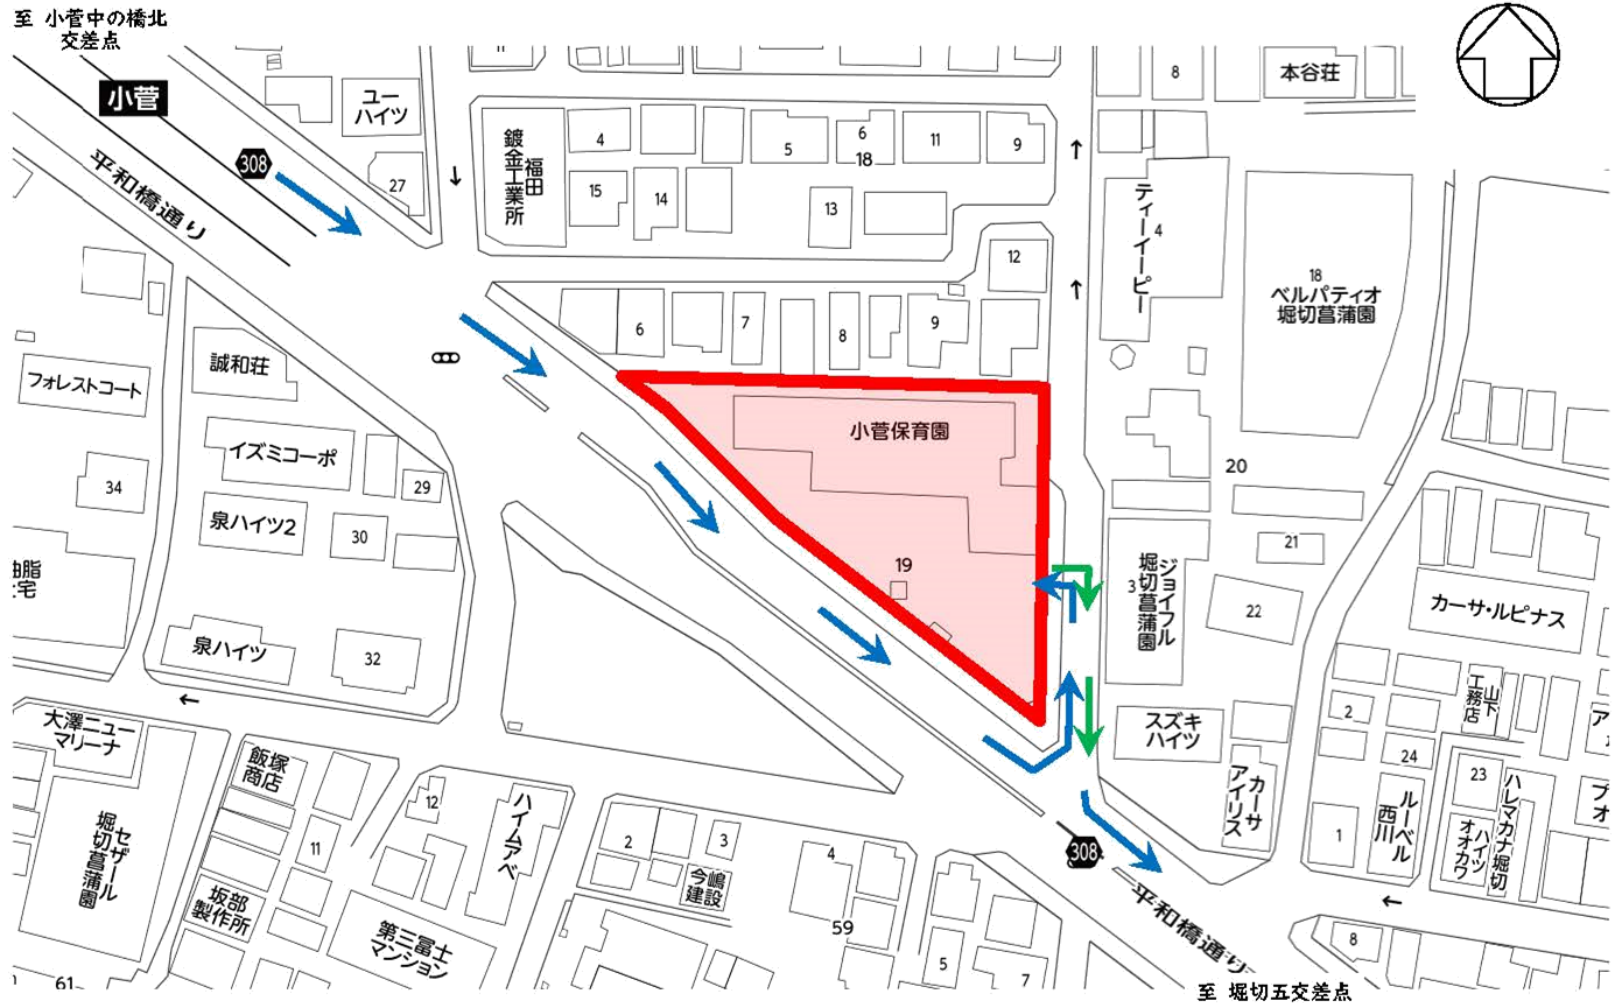 至 小菅中の橋北
交差点
小菅
308
平和橋通り
ユー
ハイツ
27
福田
鍍金工業所
4
5
6
18
11
9
15
14
13
12
8
本谷荘
ティーイーピー
4
18
ベルパティオ
堀切菖蒲園
6
7
8
9
誠和荘
フォレストコート
イズミコーポ
34
29
泉ハイツ2
30
泉ハイツ
32
小菅保育園
19
20
21
22
ジョイフル
堀切菖蒲園
3
カーサ・ルピナス
スズキ
ハイツ
カーサ
アイリス
山下
工務店
2
24
23
1
ルーベル
西川
ハイツ
オオカワ
ハレマカナ堀切
大澤ニュー
マリーナ
飯塚
商店
セザール
堀切菖蒲園
11
12
坂部
製作所
ハイムアベ
第三冨士
マンション
2
3
4
今嶋
建設
59
5
7
8
61
308
平和橋通り
至 堀切五交差点